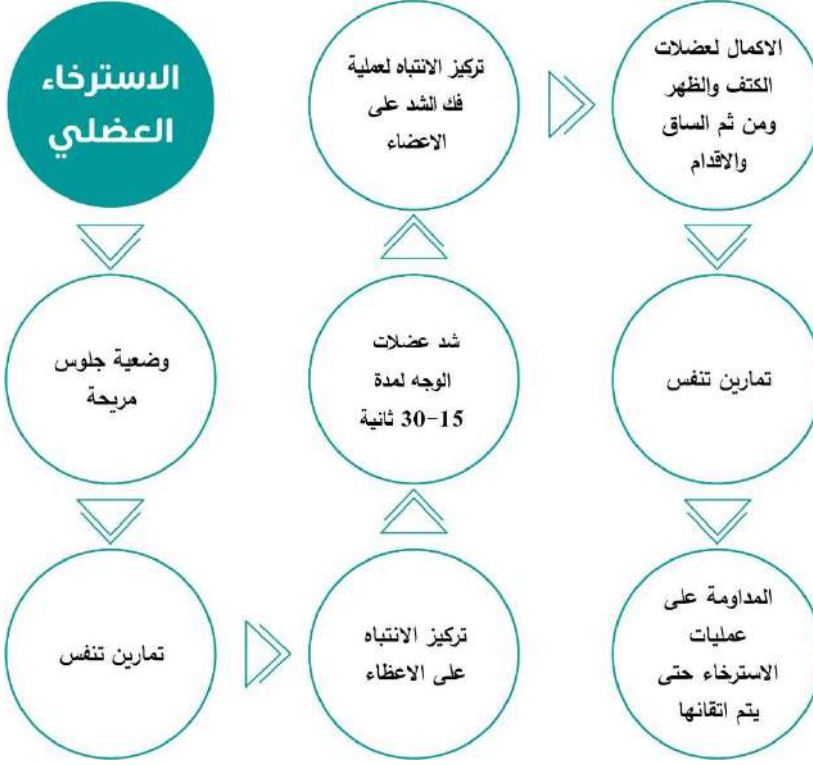 الاسترخاء
العضلي
وضعية جلوس
مريحة
تمارين تنفس
تركيز الانتباه
على الاعظاء
شد عضلات
الوجه لمدة
15-30 ثانية
تركيز الانتباه لعملية
فك الشد على
الاعضاء
الاكمال لعضلات
الكتف والظهر
ومن ثم الساق
والاقدام
تمارين تنفس
المداومة على
عمليات
الاسترخاء حتى
يتم اتقانها